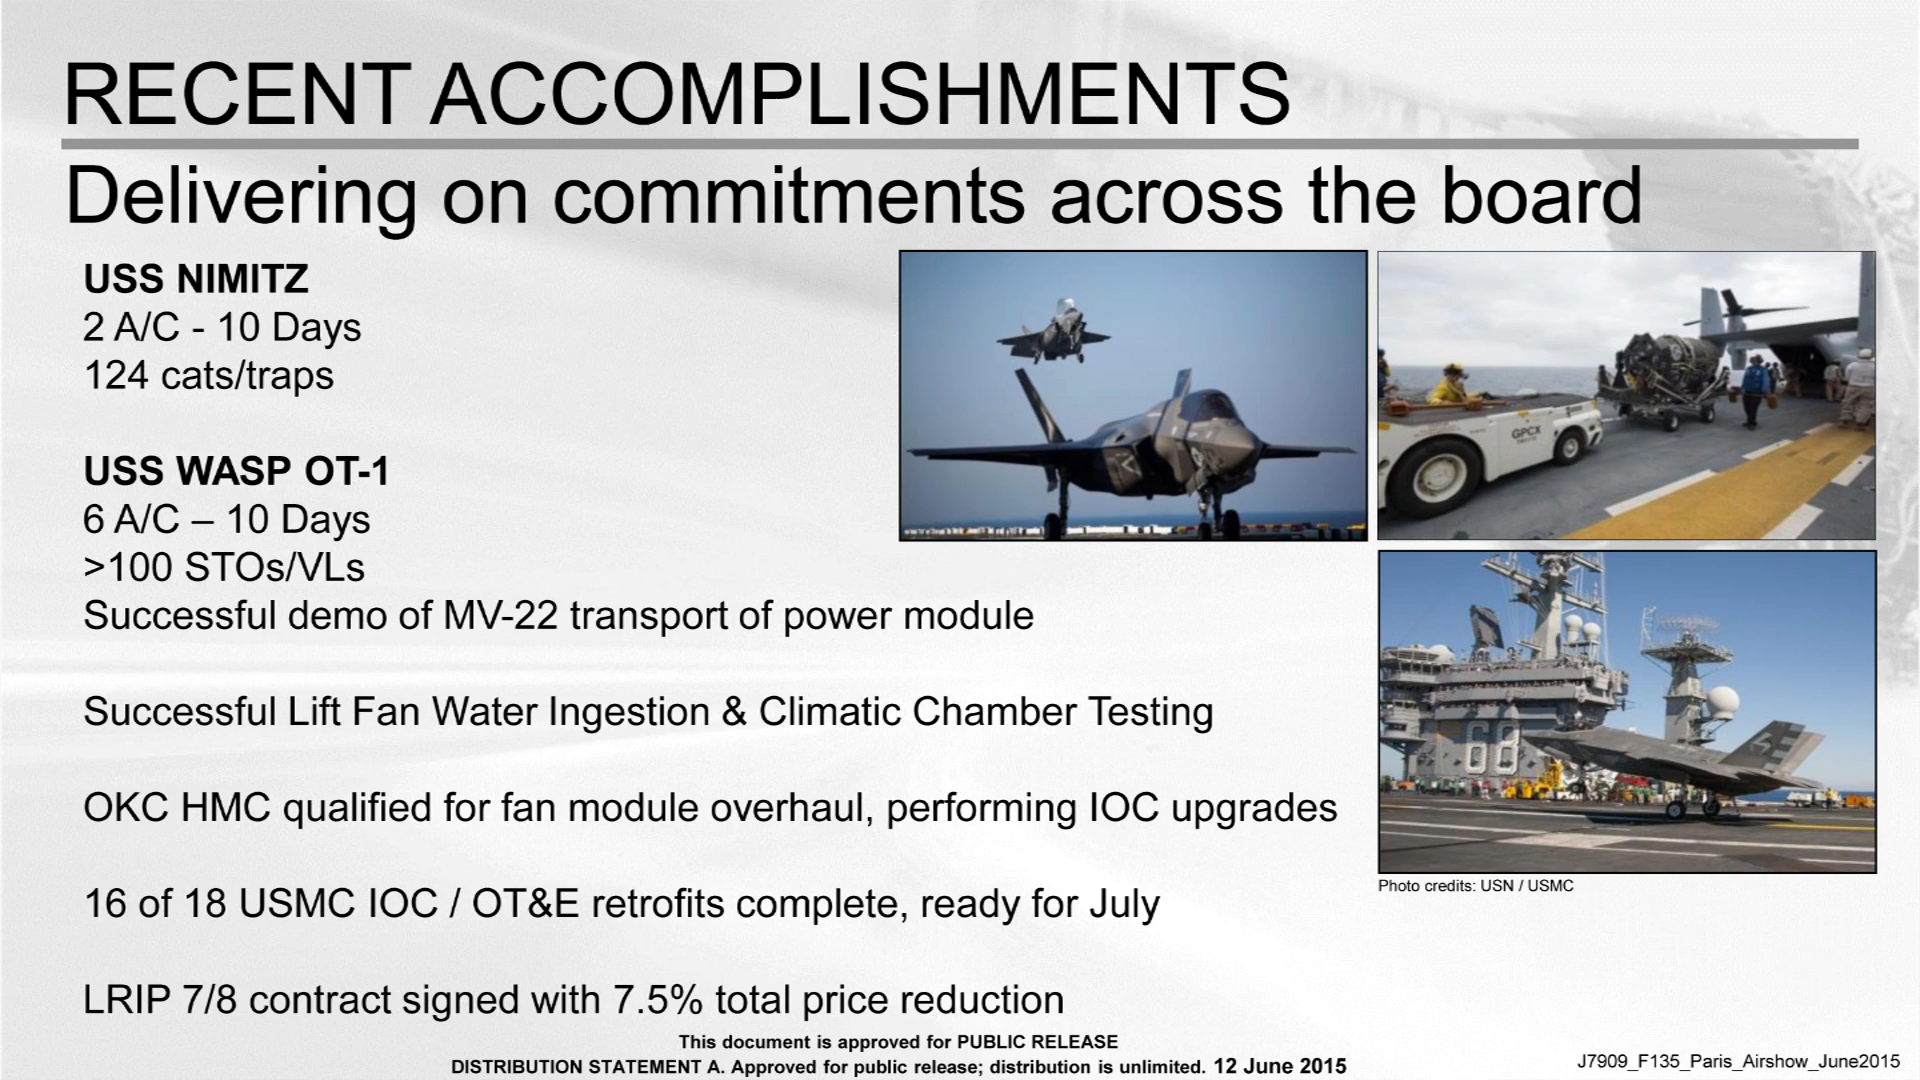 RECENT ACCOMPLISHMENTS
Delivering on commitments across the board
USS NIMITZ
2 A/C - 10 Days
124 cats/traps
USS WASP OT-1
6 A/C – 10 Days
>100 STOs/VLs
Successful demo of MV-22 transport of power module
Successful Lift Fan Water Ingestion & Climatic Chamber Testing
OKC HMC qualified for fan module overhaul, performing IOC upgrades
16 of 18 USMC IOC / OT&E retrofits complete, ready for July
LRIP 7/8 contract signed with 7.5% total price reduction
GPCX
68
Photo credits: USN / USMC
This document is approved for PUBLIC RELEASE
DISTRIBUTION STATEMENT A. Approved for public release; distribution is unlimited. 12 June 2015
J7909_F135_Paris_Airshow_June2015